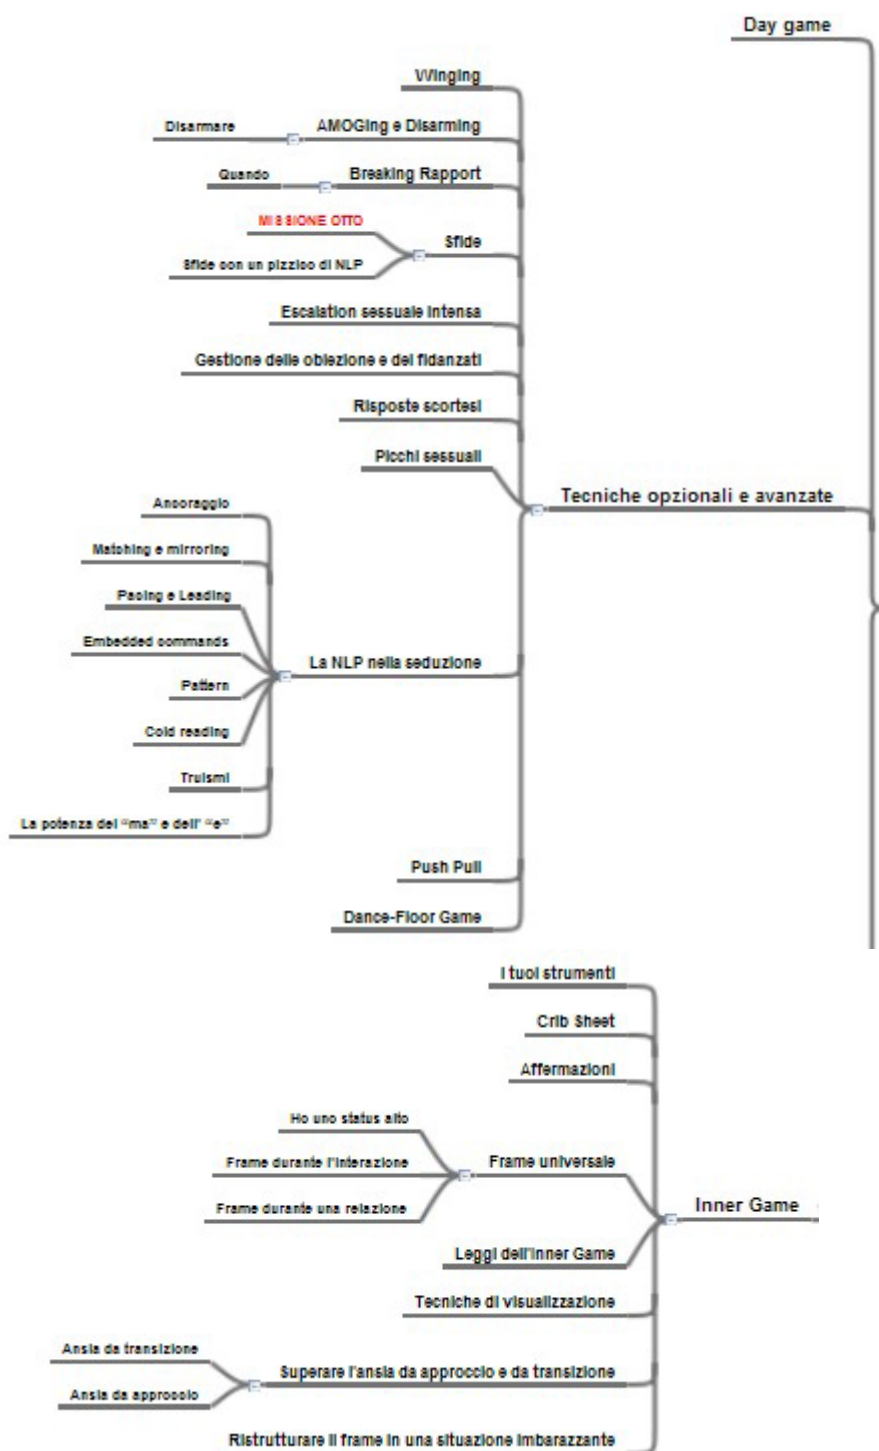 Day game
Winging
Disarmare
AMOGing e Disarming
Quando
Breaking Rapport
MISSIONE OTTO
Sfide
Sfide con un pizzico di NLP
Escalation sessuale intensa
Gestione delle obiezione e dei fidanzati
Risposte scortesi
Picchi sessuali
Tecniche opzionali e avanzate
Ancoraggio
Matching e mirroring
Pacing e Leading
Embedded commands
La NLP nella seduzione
Pattern
Cold reading
Truismi
La potenza del “ma” e dell' “e”
Push Pull
Dance-Floor Game
I tuoi strumenti
Crib Sheet
Affermazioni
Ho uno status alto
Frame durante l'interazione
Frame universale
Frame durante una relazione
Inner Game
Leggi dell'Inner Game
Tecniche di visualizzazione
Ansia da transizione
Superare l'ansia da approccio e da transizione
Ansia da approccio
Ristrutturare il frame in una situazione imbarazzante